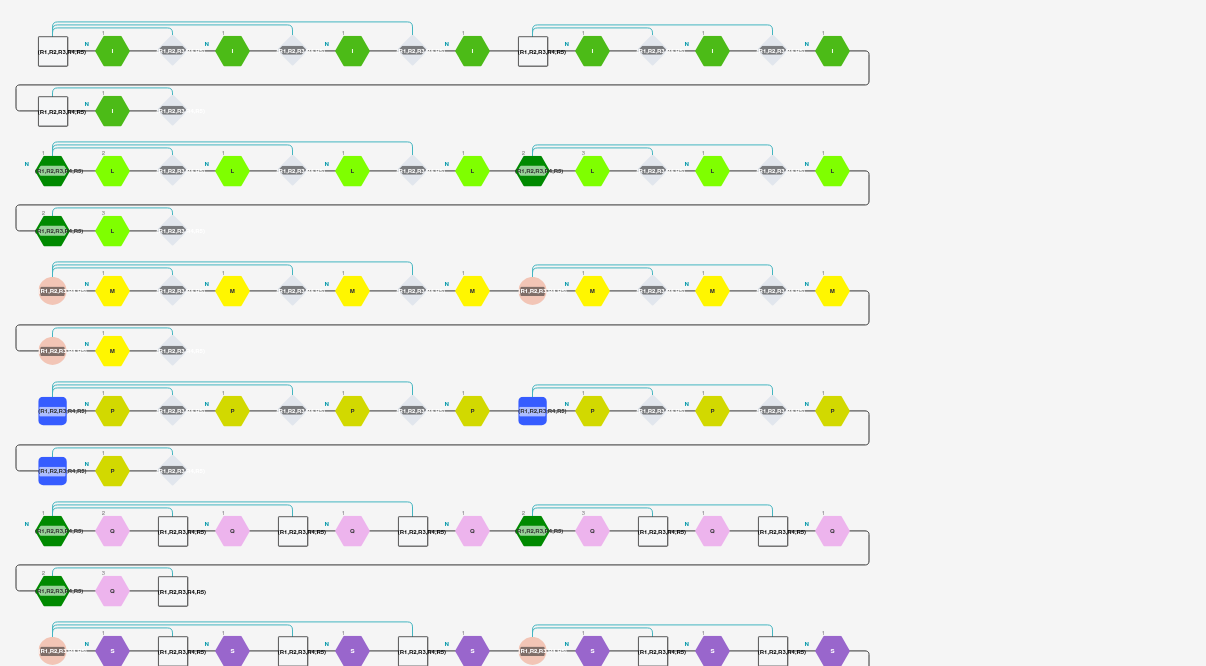 1 1 1 1 1 1 1
N N N N N N N
(R1,R2,R3,R4,R5) I (R1,R2,R3,R4,R5) I (R1,R2,R3,R4,R5) I (R1,R2,R3,R4,R5) I (R1,R2,R3,R4,R5) I (R1,R2,R3,R4,R5) I (R1,R2,R3,R4,R5) I
1
N
(R1,R2,R3,R4,R5) I (R1,R2,R3,R4,R5)
1 2 1 1 1 2 3 1 1
N N N N N N
(R1,R2,R3,R4,R5) L (R1,R2,R3,R4,R5) L (R1,R2,R3,R4,R5) L (R1,R2,R3,R4,R5) L (R1,R2,R3,R4,R5) L (R1,R2,R3,R4,R5) L (R1,R2,R3,R4,R5) L
2 3
(R1,R2,R3,R4,R5) L (R1,R2,R3,R4,R5)
1 1 1 1 1 1 1
N N N N N N N
(R1,R2,R3,R4,R5) M (R1,R2,R3,R4,R5) M (R1,R2,R3,R4,R5) M (R1,R2,R3,R4,R5) M (R1,R2,R3,R4,R5) M (R1,R2,R3,R4,R5) M (R1,R2,R3,R4,R5) M
1
N
(R1,R2,R3,R4,R5) M (R1,R2,R3,R4,R5)
1 1 1 1 1 1 1
N N N N N N N
(R1,R2,R3,R4,R5) P (R1,R2,R3,R4,R5) P (R1,R2,R3,R4,R5) P (R1,R2,R3,R4,R5) P (R1,R2,R3,R4,R5) P (R1,R2,R3,R4,R5) P (R1,R2,R3,R4,R5) P
1
N
(R1,R2,R3,R4,R5) P (R1,R2,R3,R4,R5)
1 2 1 1 1 2 3 1 1
N N N N N N
(R1,R2,R3,R4,R5) G (R1,R2,R3,R4,R5) G (R1,R2,R3,R4,R5) G (R1,R2,R3,R4,R5) G (R1,R2,R3,R4,R5) G (R1,R2,R3,R4,R5) G (R1,R2,R3,R4,R5) G
2 3
(R1,R2,R3,R4,R5) G (R1,R2,R3,R4,R5)
1 1 1 1 1 1 1
N N N N N N N
(R1,R2,R3,R4,R5) S (R1,R2,R3,R4,R5) S (R1,R2,R3,R4,R5) S (R1,R2,R3,R4,R5) S (R1,R2,R3,R4,R5) S (R1,R2,R3,R4,R5) S (R1,R2,R3,R4,R5) S